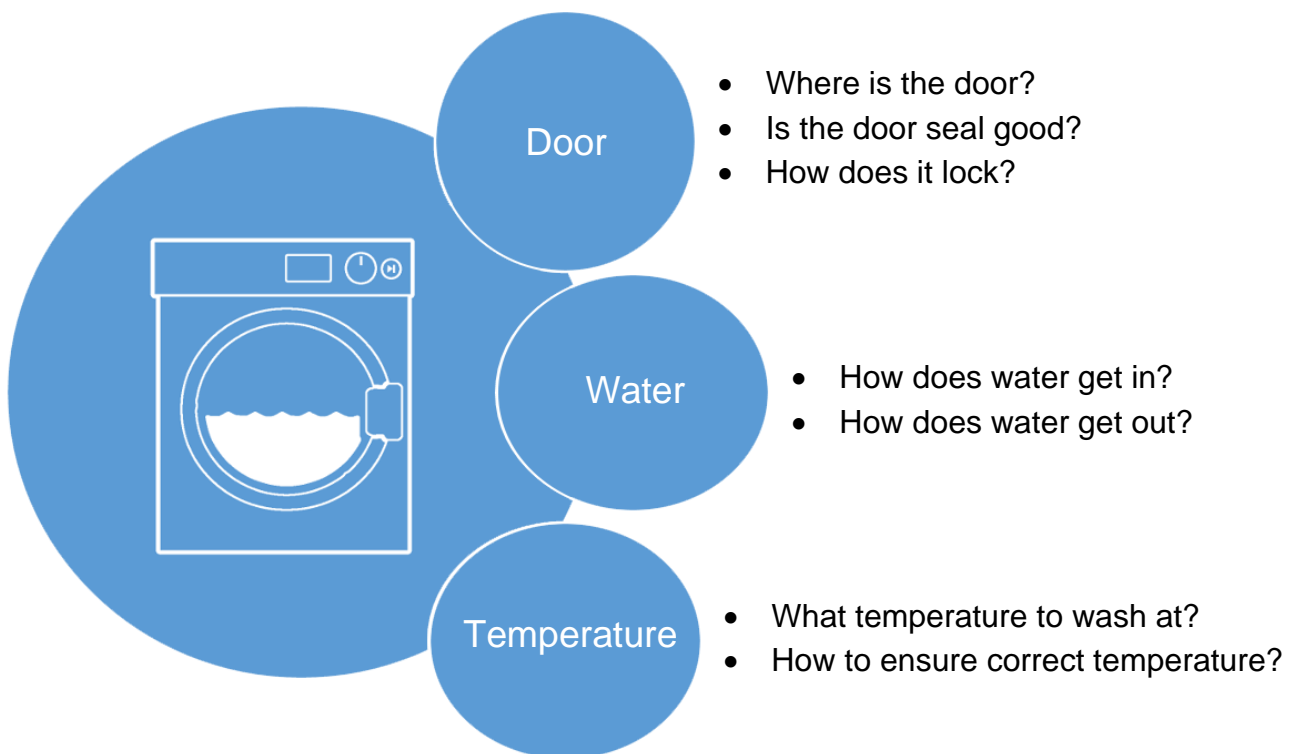 Door
• Where is the door?
• Is the door seal good?
• How does it lock?
Water
• How does water get in?
• How does water get out?
Temperature
• What temperature to wash at?
• How to ensure correct temperature?